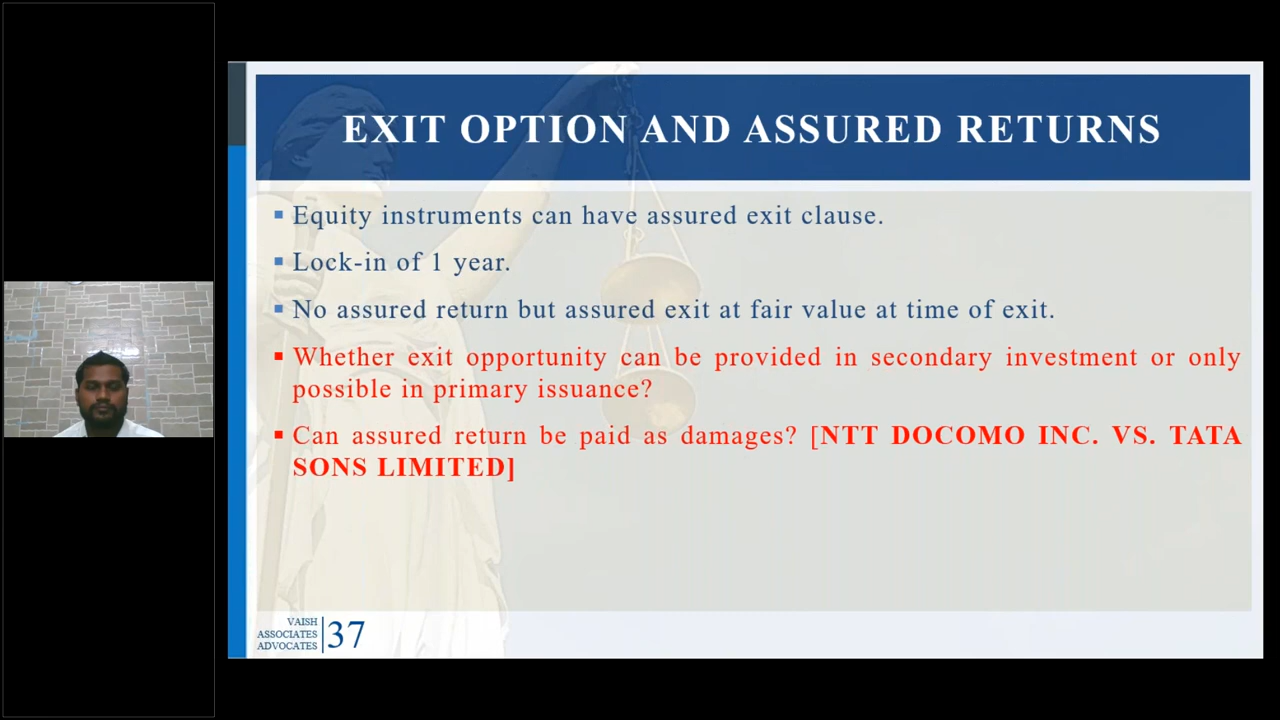 EXIT OPTION AND ASSURED RETURNS
▪ Equity instruments can have assured exit clause.
▪ Lock-in of 1 year.
▪ No assured return but assured exit at fair value at time of exit.
▪ Whether exit opportunity can be provided in secondary investment or only
possible in primary issuance?
▪ Can assured return be paid as damages? [NTT DOCOMO INC. VS. TATA
SONS LIMITED]
VAISH
ASSOCIATES
ADVOCATES
37